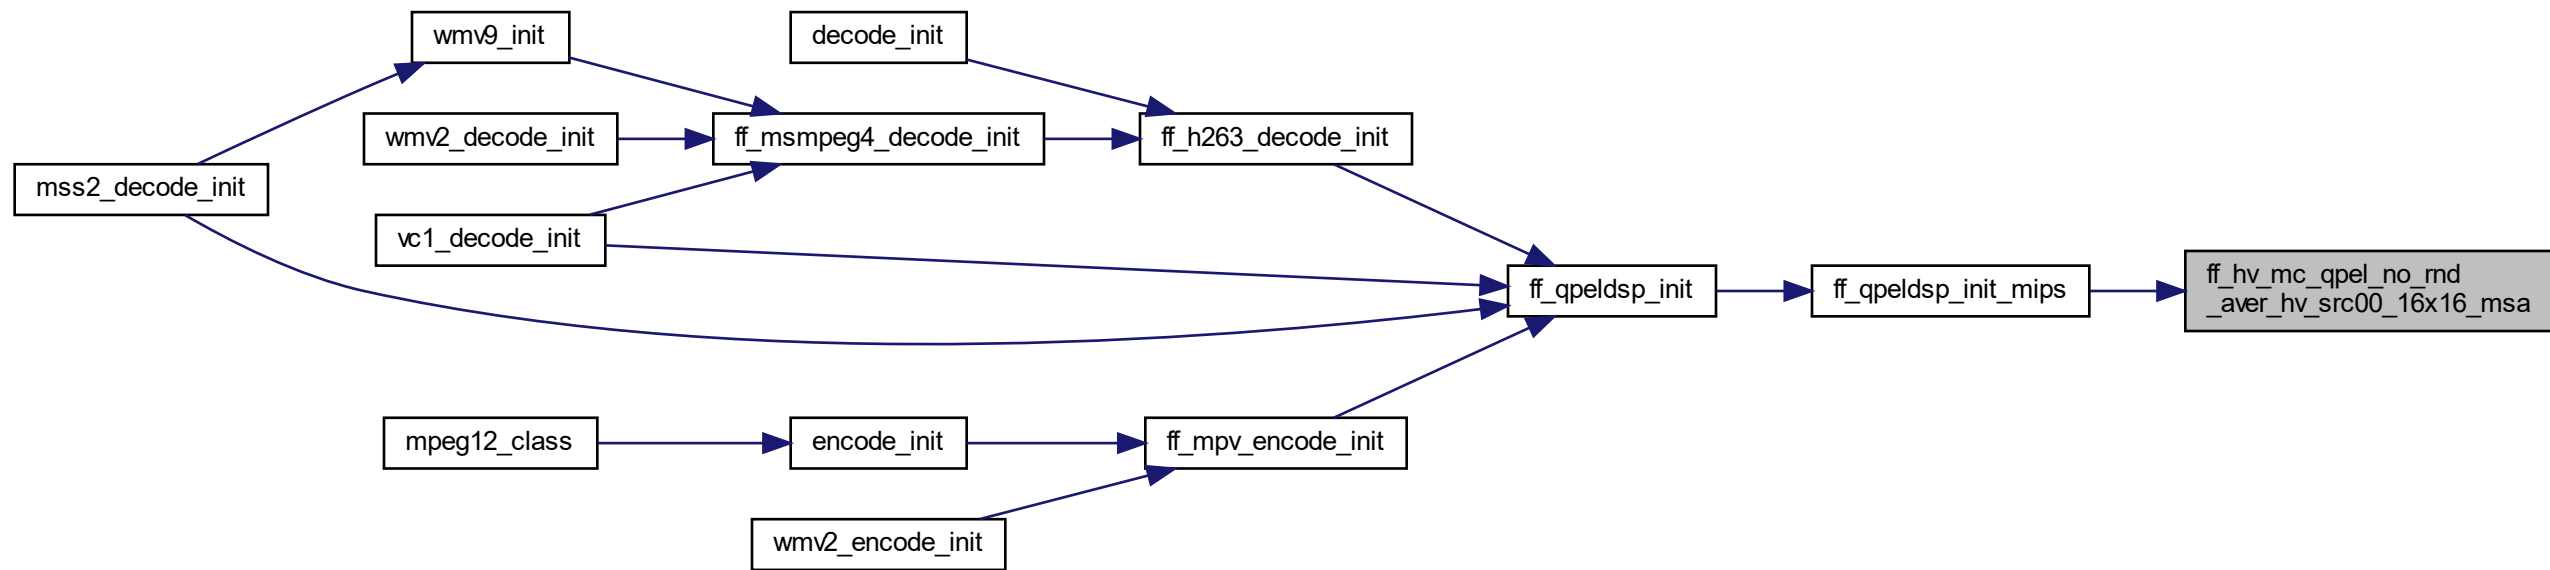 wmv9_init
decode_init
wmv2_decode_init
ff_msmpeg4_decode_init
ff_h263_decode_init
mss2_decode_init
vc1_decode_init
ff_qpeldsp_init
ff_qpeldsp_init_mips
ff_hv_mc_qpel_no_rnd
_aver_hv_src00_16x16_msa
mpeg12_class
encode_init
ff_mpv_encode_init
wmv2_encode_init